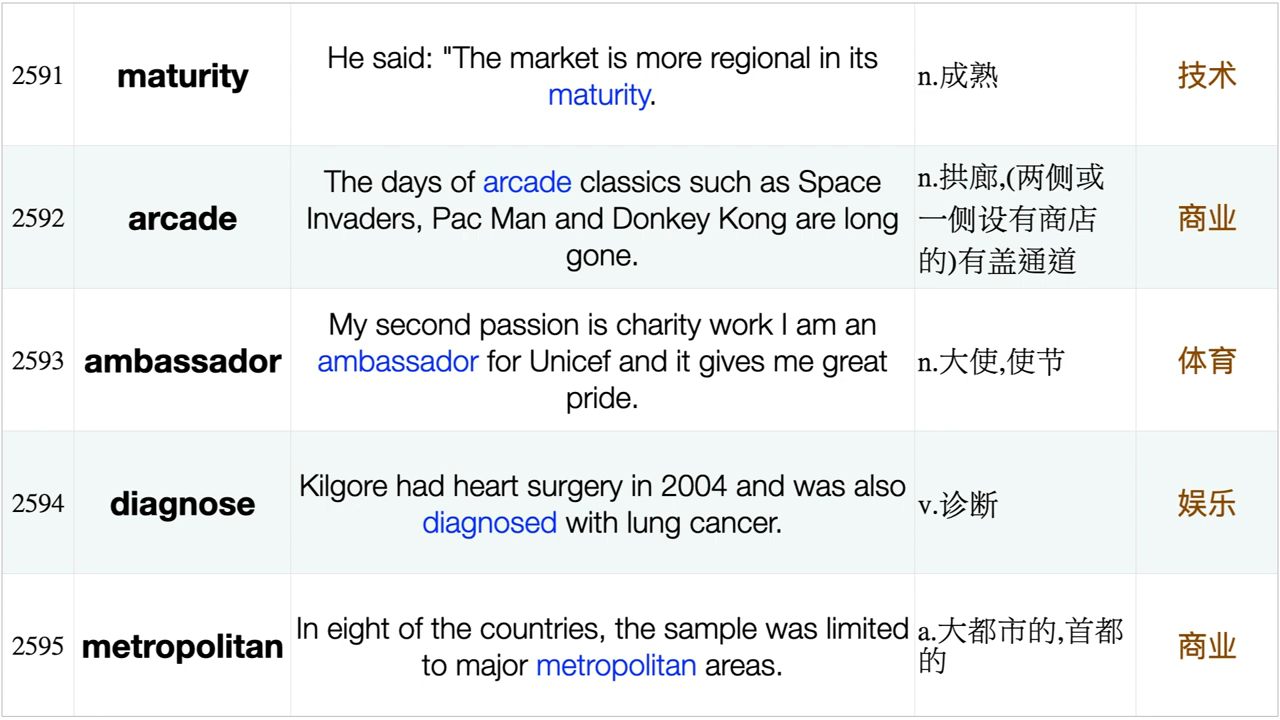 2591 maturity He said: "The market is more regional in its
maturity. n.成熟 技术
2592 arcade The days of arcade classics such as Space
Invaders, Pac Man and Donkey Kong are long
gone. n.拱廊,(两侧或
一侧设有商店
的)有盖通道 商业
2593 ambassador My second passion is charity work I am an
ambassador for Unicef and it gives me great
pride. n.大使,使节 体育
2594 diagnose Kilgore had heart surgery in 2004 and was also
diagnosed with lung cancer. v.诊断 娱乐
2595 metropolitan In eight of the countries, the sample was limited
to major metropolitan areas. a.大都市的,首都
的 商业